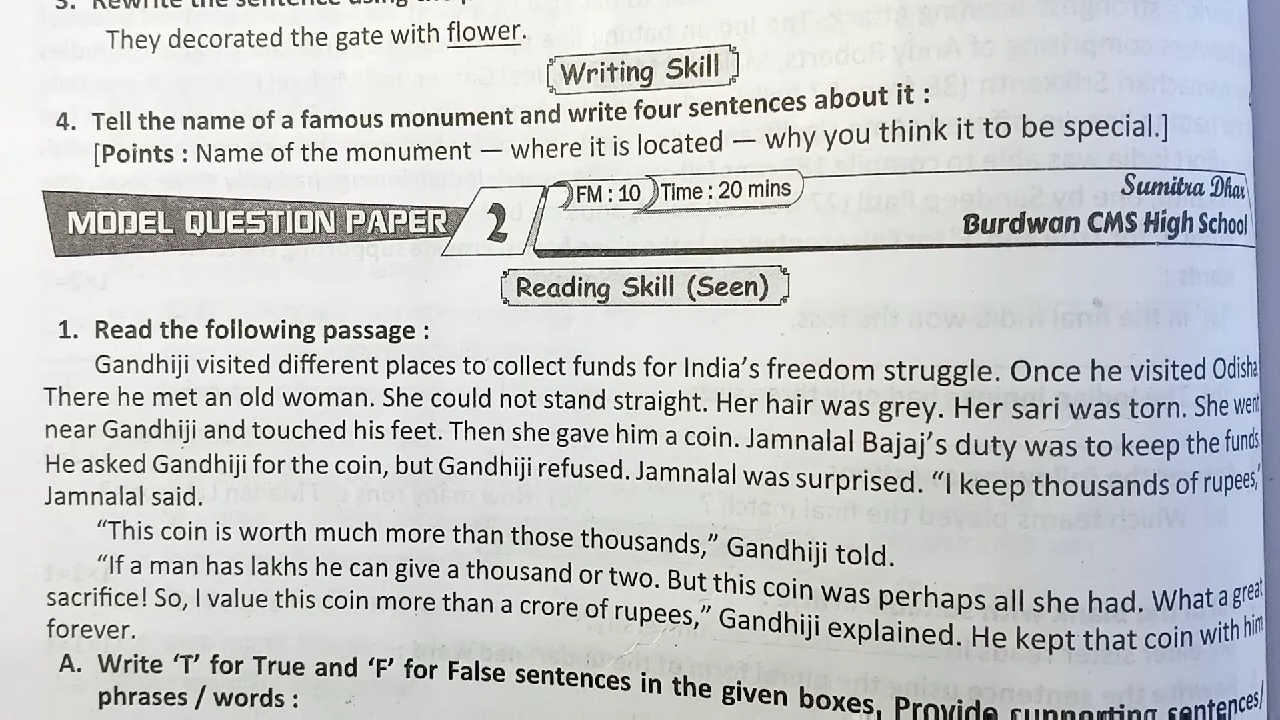 3. Rewrite the sentence using the
They decorated the gate with flower.
Writing Skill
4. Tell the name of a famous monument and write four sentences about it :
[Points : Name of the monument — where it is located — why you think it to be special.]
MODEL QUESTION PAPER 2 FM : 10 Time : 20 mins
Sumitra Dhar
Burdwan CMS High School
Reading Skill (Seen)
1. Read the following passage :
Gandhiji visited different places to collect funds for India's freedom struggle. Once he visited Odisha
There he met an old woman. She could not stand straight. Her hair was grey. Her sari was torn. She went
near Gandhiji and touched his feet. Then she gave him a coin. Jamnalal Bajaj's duty was to keep the funds
He asked Gandhiji for the coin, but Gandhiji refused. Jamnalal was surprised. "I keep thousands of rupees,"
Jamnalal said.
"This coin is worth much more than those thousands," Gandhiji told.
"If a man has lakhs he can give a thousand or two. But this coin was perhaps all she had. What a great
sacrifice! So, I value this coin more than a crore of rupees," Gandhiji explained. He kept that coin with him
forever.
A. Write 'T' for True and 'F' for False sentences in the given boxes. Provide supporting sentences/
phrases / words :